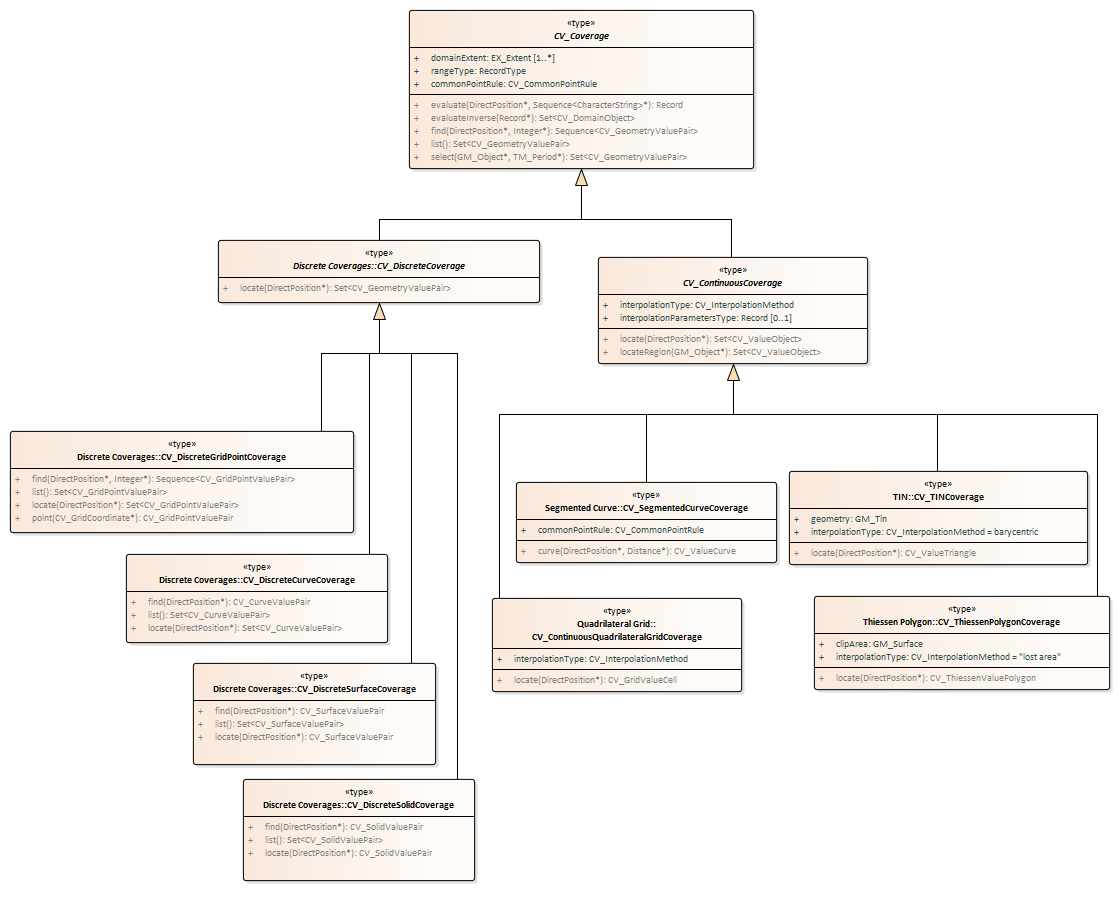 «type»
CV_Coverage
+ domainExtent: EX_Extent [1..*]
+ rangeType: RecordType
+ commonPointRule: CV_CommonPointRule
+ evaluate(DirectPosition*, Sequence<CharacterString>*): Record
+ evaluateInverse(Record*): Set<CV_DomainObject>
+ find(DirectPosition*, Integer*): Sequence<CV_GeometryValuePair>
+ list(): Set<CV_GeometryValuePair>
+ select(GM_Object*, TM_Period*): Set<CV_GeometryValuePair>
«type»
Discrete Coverages::CV_DiscreteCoverage
+ locate(DirectPosition*): Set<CV_GeometryValuePair>
«type»
CV_ContinuousCoverage
+ interpolationType: CV_InterpolationMethod
+ interpolationParametersType: Record [0..1]
+ locate(DirectPosition*): Set<CV_ValueObject>
+ locateRegion(GM_Object*): Set<CV_ValueObject>
«type»
Discrete Coverages::CV_DiscreteGridPointCoverage
+ find(DirectPosition*, Integer*): Sequence<CV_GridPointValuePair>
+ list(): Set<CV_GridPointValuePair>
+ locate(DirectPosition*): Set<CV_GridPointValuePair>
+ point(CV_GridCoordinate*): CV_GridPointValuePair
«type»
Segmented Curve::CV_SegmentedCurveCoverage
+ commonPointRule: CV_CommonPointRule
+ curve(DirectPosition*, Distance*): CV_ValueCurve
«type»
TIN::CV_TINCoverage
+ geometry: GM_Tin
+ interpolationType: CV_InterpolationMethod = barycentric
+ locate(DirectPosition*): CV_ValueTriangle
«type»
Discrete Coverages::CV_DiscreteCurveCoverage
+ find(DirectPosition*): CV_CurveValuePair
+ list(): Set<CV_CurveValuePair>
+ locate(DirectPosition*): Set<CV_CurveValuePair>
«type»
Quadrilateral Grid::
CV_ContinuousQuadrilateralGridCoverage
+ interpolationType: CV_InterpolationMethod
+ locate(DirectPosition*): CV_GridValueCell
«type»
Thiessen Polygon::CV_ThiessenPolygonCoverage
+ clipArea: GM_Surface
+ interpolationType: CV_InterpolationMethod = "lost area"
+ locate(DirectPosition*): CV_ThiessenValuePolygon
«type»
Discrete Coverages::CV_DiscreteSurfaceCoverage
+ find(DirectPosition*): CV_SurfaceValuePair
+ list(): Set<CV_SurfaceValuePair>
+ locate(DirectPosition*): CV_SurfaceValuePair
«type»
Discrete Coverages::CV_DiscreteSolidCoverage
+ find(DirectPosition*): CV_SolidValuePair
+ list(): Set<CV_SolidValuePair>
+ locate(DirectPosition*): CV_SolidValuePair